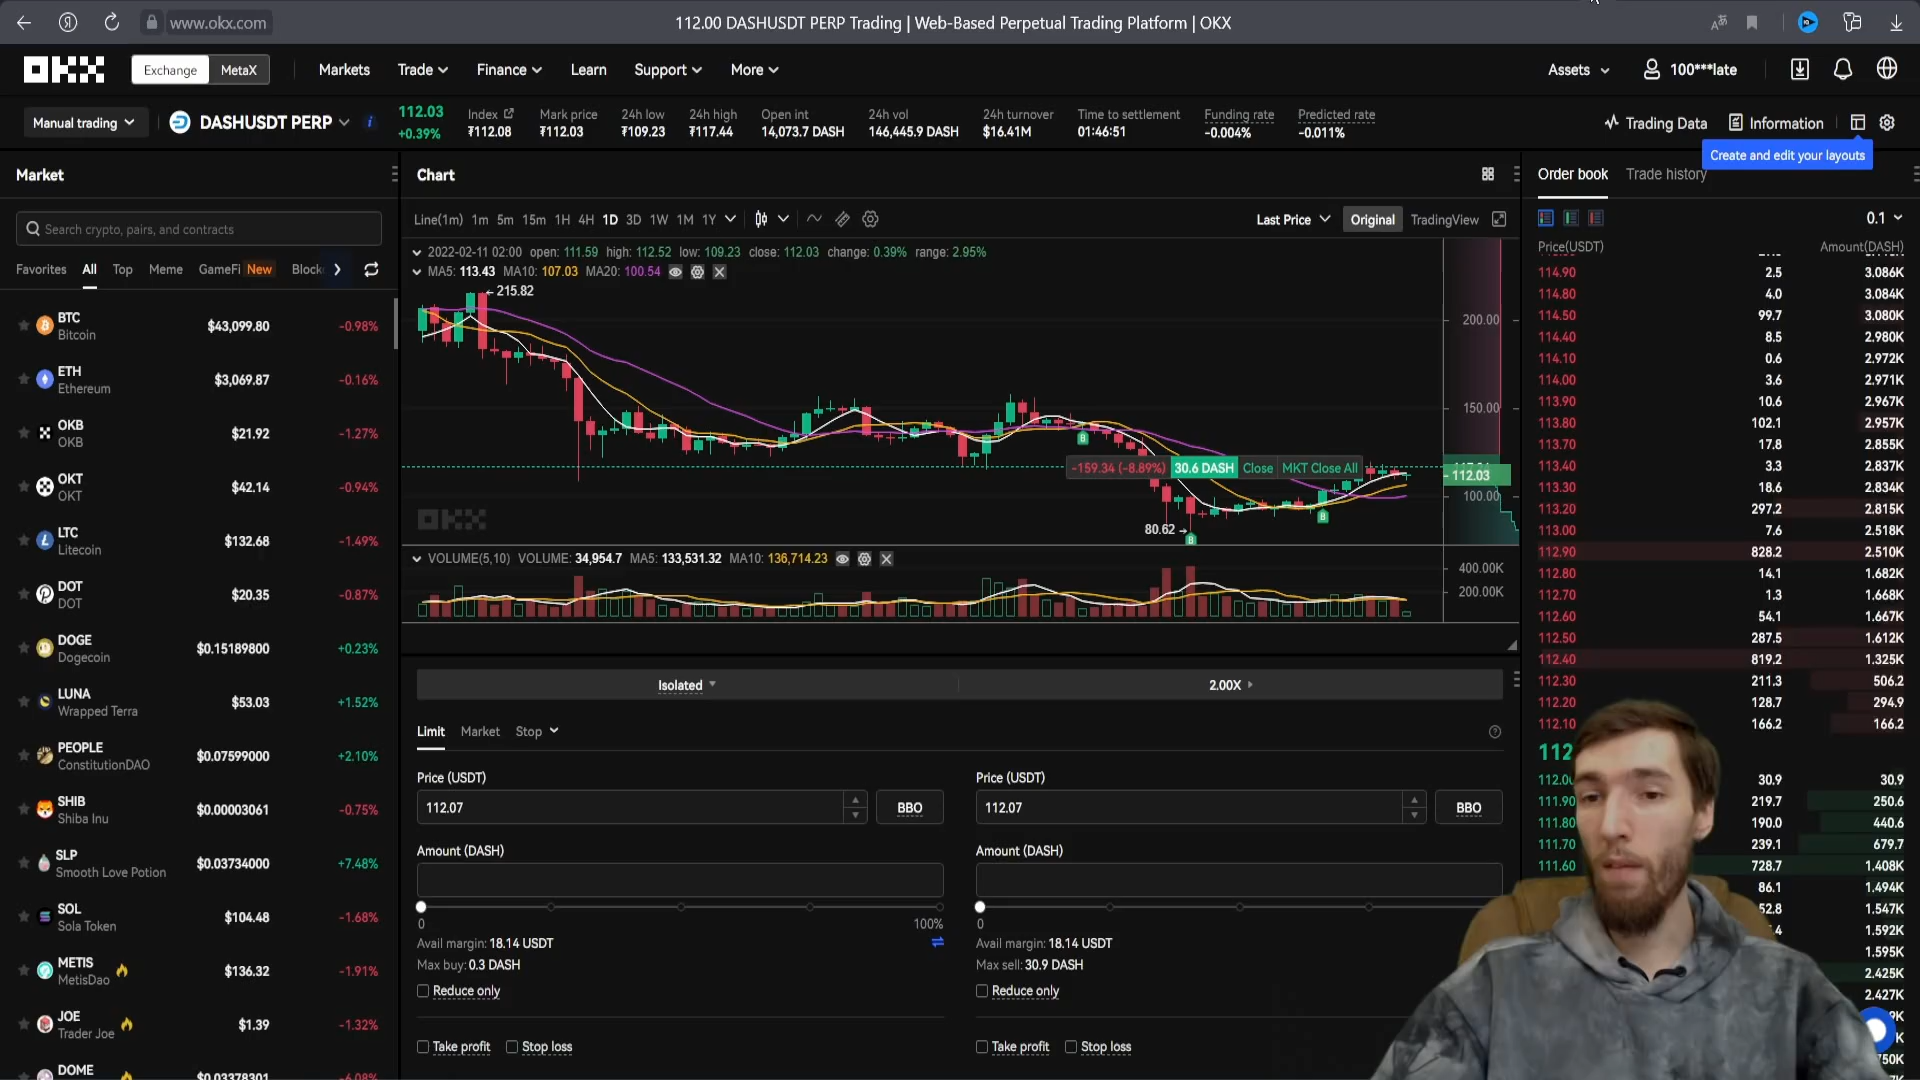 www.okx.com
112.00 DASHUSDT PERP Trading | Web-Based Perpetual Trading Platform | OKX
OKX
Exchange MetaX Markets Trade Finance Learn Support More Assets 100***late
Manual trading DASHUSDT PERP
112.03 Index Mark price 24h low 24h high Open int 24h vol 24h turnover Time to settlement Funding rate Predicted rate
+0.39% ₮112.08 ₮112.03 ₮109.23 ₮117.44 14,073.7 DASH 146,445.9 DASH $16.41M 01:46:51 -0.004% -0.011%
Trading Data Information
Create and edit your layouts
Market
Search crypto, pairs, and contracts
Favorites All Top Meme GameFi New Block
BTC
Bitcoin
$43,099.80 -0.98%
ETH
Ethereum
$3,069.87 -0.16%
OKB
OKB
$21.92 -1.27%
OKT
OKT
$42.14 -0.94%
LTC
Litecoin
$132.68 -1.49%
DOT
DOT
$20.35 -0.87%
DOGE
Dogecoin
$0.15189800 +0.23%
LUNA
Wrapped Terra
$53.03 +1.52%
PEOPLE
ConstitutionDAO
$0.07599000 +2.10%
SHIB
Shiba Inu
$0.00003061 -0.75%
SLP
Smooth Love Potion
$0.03734000 +7.48%
SOL
Sola Token
$104.48 -1.68%
METIS
MetisDao
$136.32 -1.91%
JOE
Trader Joe
$1.39 -1.32%
DOME
$0.03378301 -6.08%
Chart
Line(1m) 1m 5m 15m 1H 4H 1D 3D 1W 1M 1Y Last Price Original TradingView
2022-02-11 02:00 open: 111.59 high: 112.52 low: 109.23 close: 112.03 change: 0.39% range: 2.95%
MA5: 113.43 MA10: 107.03 MA20: 100.54
215.82
200.00
150.00
B
-159.34 (-8.89%) 30.6 DASH Close MKT Close All
112.03
100.00
B
OKX
80.62
B
VOLUME(5,10) VOLUME: 34,954.7 MA5: 133,531.32 MA10: 136,714.23
400.00K
200.00K
Isolated 2.00X
Limit Market Stop
Price (USDT) Price (USDT)
112.07 BBO 112.07 BBO
Amount (DASH) Amount (DASH)
0 100% 0
Avail margin: 18.14 USDT Avail margin: 18.14 USDT
Max buy: 0.3 DASH Max sell: 30.9 DASH
Reduce only Reduce only
Take profit Stop loss Take profit Stop loss
Order book Trade history
0.1
Price(USDT) Amount(DASH)
114.90 2.5 3.086K
114.80 4.0 3.084K
114.50 99.7 3.080K
114.40 8.5 2.980K
114.10 0.6 2.972K
114.00 3.6 2.971K
113.90 10.6 2.967K
113.80 102.1 2.957K
113.70 17.8 2.855K
113.40 3.3 2.837K
113.30 18.6 2.834K
113.20 297.2 2.815K
113.00 7.6 2.518K
112.90 828.2 2.510K
112.80 14.1 1.682K
112.70 1.3 1.668K
112.60 54.1 1.667K
112.50 287.5 1.612K
112.40 819.2 1.325K
112.30 211.3 506.2
112.20 128.7 294.9
112.10 166.2 166.2
112
112.0 30.9 30.9
111.90 219.7 250.6
111.80 190.0 440.6
111.70 239.1 679.7
111.60 728.7 1.408K
86.1 1.494K
52.8 1.547K
1.592K
1.595K
2.425K
2.427K